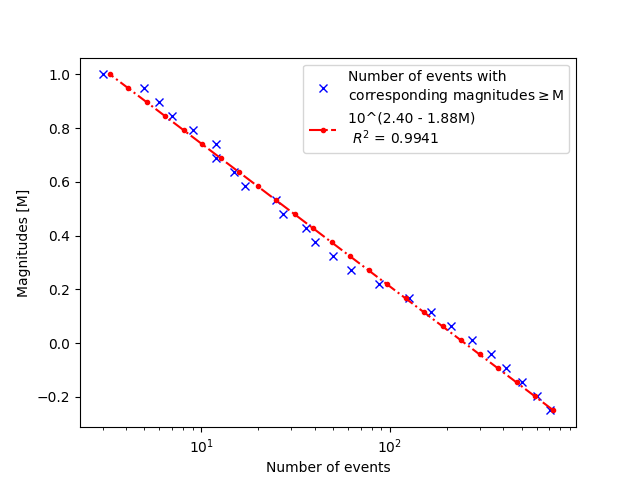 Number of events with
corresponding magnitudes ≥ M
10^(2.40 - 1.88M)
R² = 0.9941
1.0
0.8
0.6
0.4
0.2
0.0
−0.2
Magnitudes [M]
10¹
10²
Number of events